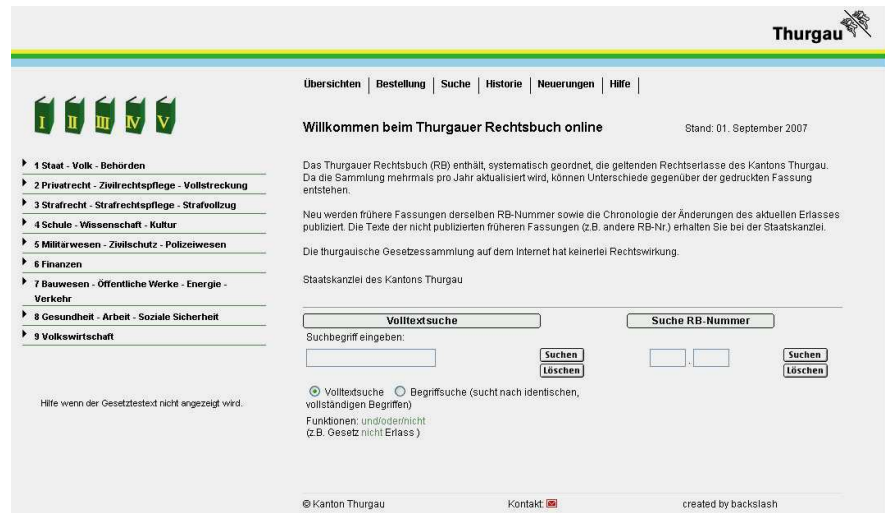 Thurgau
Übersichten | Bestellung | Suche | Historie | Neuerungen | Hilfe |
I II III IV V
1 Staat - Volk - Behörden
2 Privatrecht - Zivilrechtspflege - Vollstreckung
3 Strafrecht - Strafrechtspflege - Strafvollzug
4 Schule - Wissenschaft - Kultur
5 Militärwesen - Zivilschutz - Polizeiwesen
6 Finanzen
7 Bauwesen - Öffentliche Werke - Energie -
Verkehr
8 Gesundheit - Arbeit - Soziale Sicherheit
9 Volkswirtschaft
Hilfe wenn der Gesetztestext nicht angezeigt wird.
Willkommen beim Thurgauer Rechtsbuch online
Stand: 01. September 2007
Das Thurgauer Rechtsbuch (RB) enthält, systematisch geordnet, die geltenden Rechtserlasse des Kantons Thurgau.
Da die Sammlung mehrmals pro Jahr aktualisiert wird, können Unterschiede gegenüber der gedruckten Fassung
entstehen.
Neu werden frühere Fassungen derselben RB-Nummer sowie die Chronologie der Änderungen des aktuellen Erlasses
publiziert. Die Texte der nicht publizierten früheren Fassungen (z.B. andere RB-Nr.) erhalten Sie bei der Staatskanzlei.
Die thurgauische Gesetzessammlung auf dem Internet hat keinerlei Rechtswirkung.
Staatskanzlei des Kantons Thurgau
Volltextsuche
Suchbegriff eingeben:
Suchen
Löschen
Volltextsuche Begriffsuche (sucht nach identischen,
vollständigen Begriffen)
Funktionen: und/oder/nicht
(z.B. Gesetz nicht Erlass )
Suche RB-Nummer
.
Suchen
Löschen
© Kanton Thurgau
Kontakt:
created by backslash